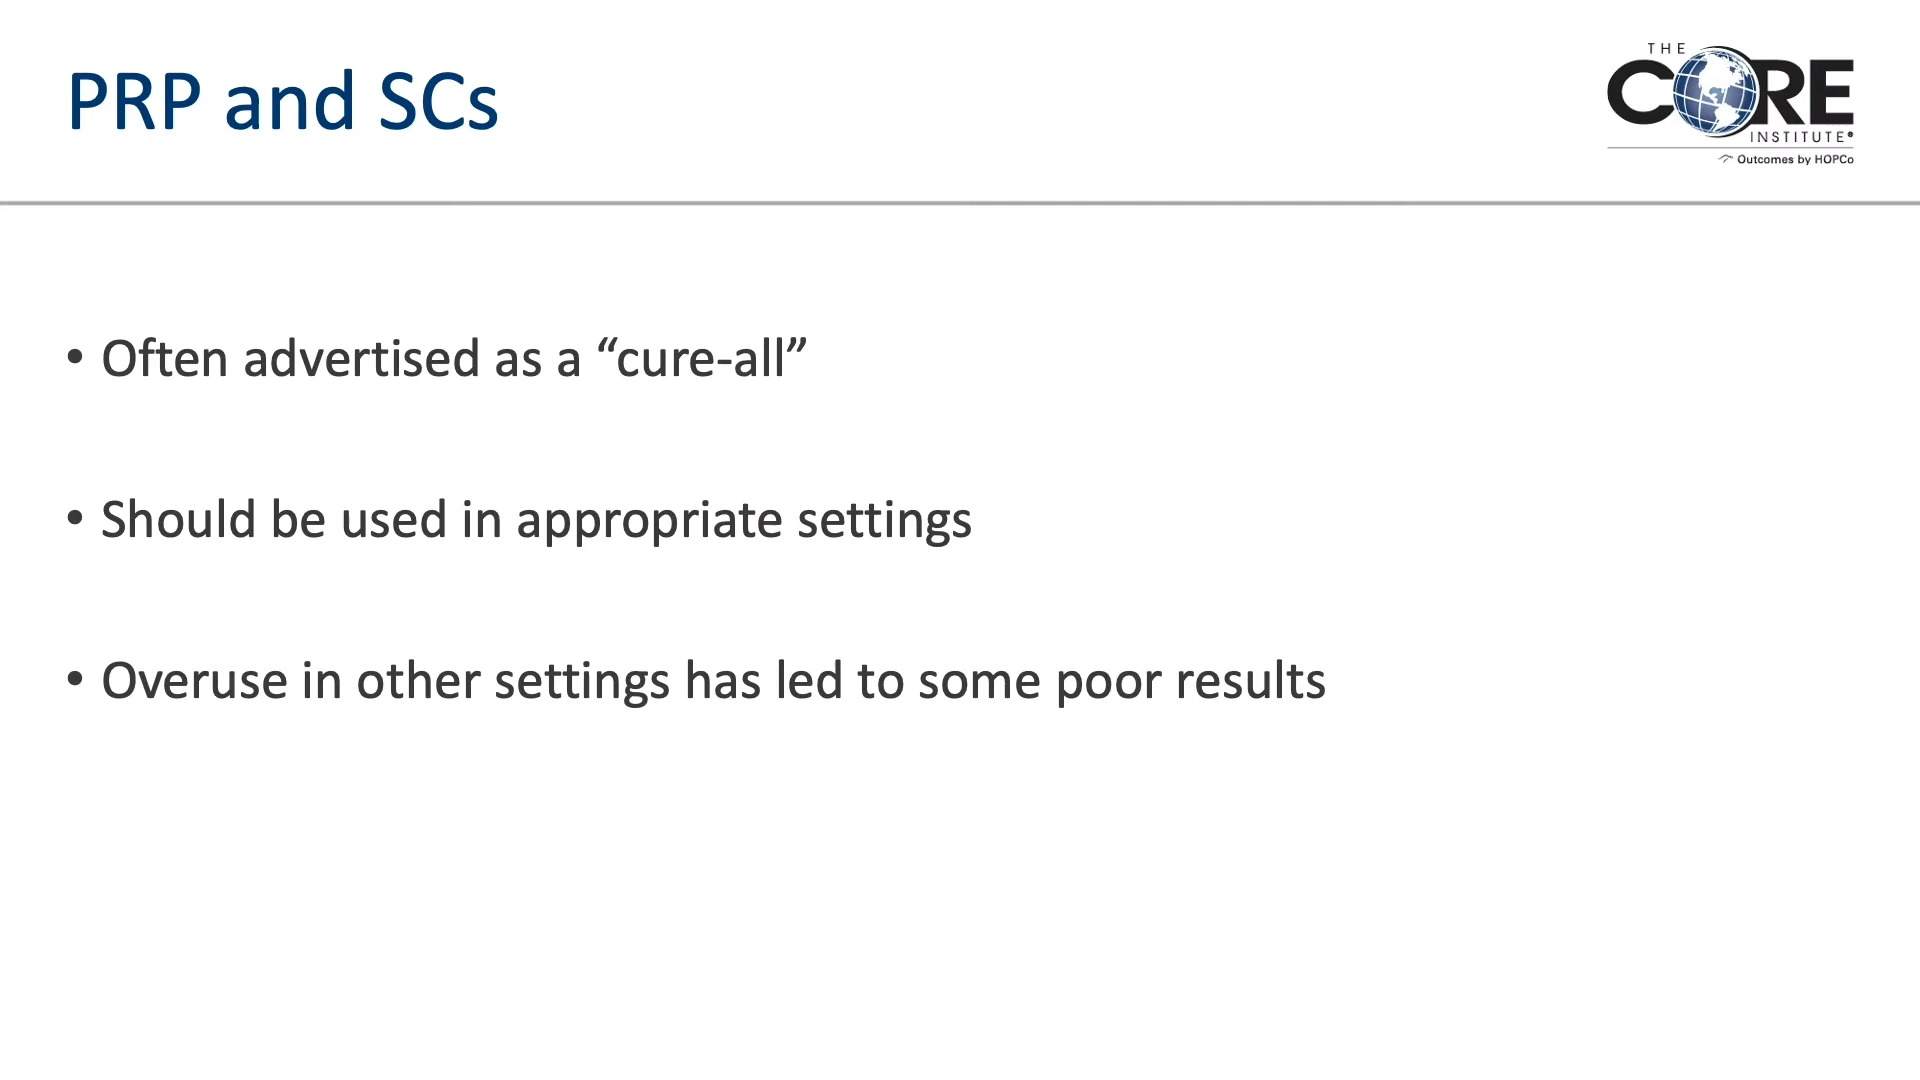 PRP and SCs
THE
CORE
INSTITUTE®
Outcomes by HOPCo
• Often advertised as a “cure-all”
• Should be used in appropriate settings
• Overuse in other settings has led to some poor results